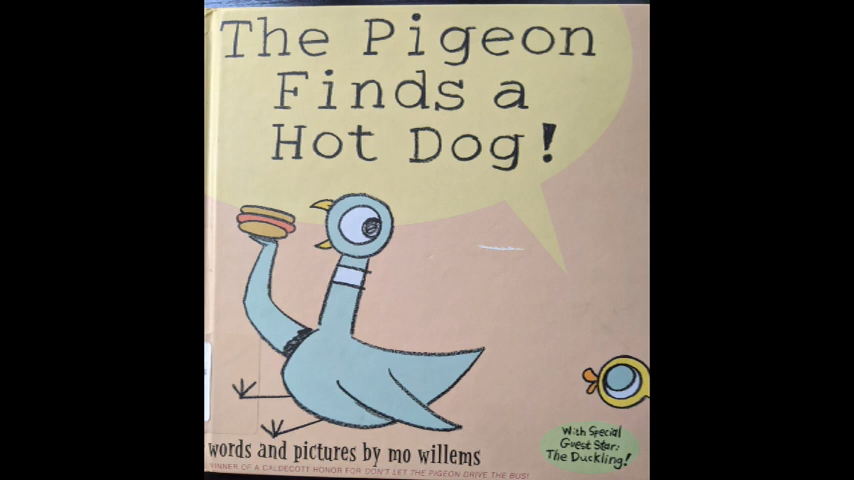 The Pigeon
Finds a
Hot Dog!
words and pictures by mo willems
INNER OF A CALDECOTT HONOR FOR DON'T LET THE PIGEON DRIVE THE BUS!
With Special
Guest Star:
The Duckling!